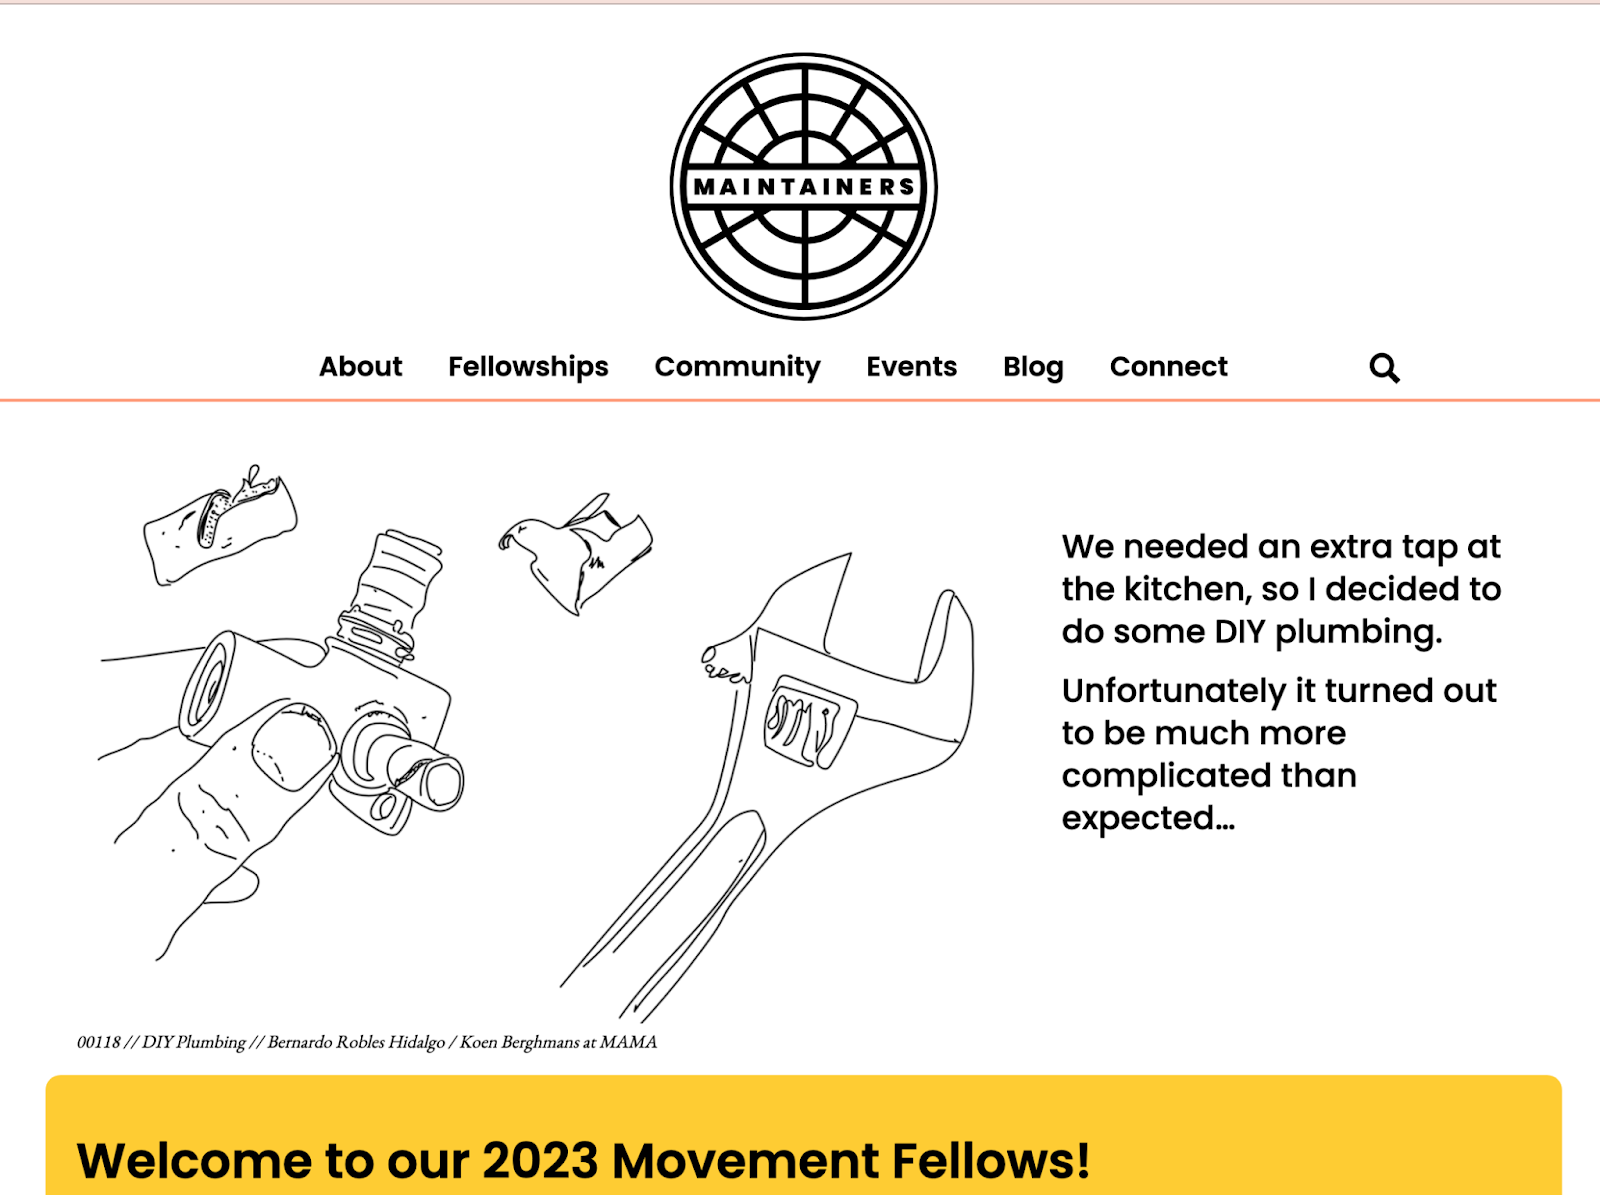 MAINTAINERS
About Fellowships Community Events Blog Connect
We needed an extra tap at
the kitchen, so I decided to
do some DIY plumbing.
Unfortunately it turned out
to be much more
complicated than
expected...
00118 // DIY Plumbing // Bernardo Robles Hidalgo / Koen Berghmans at MAMA
Welcome to our 2023 Movement Fellows!